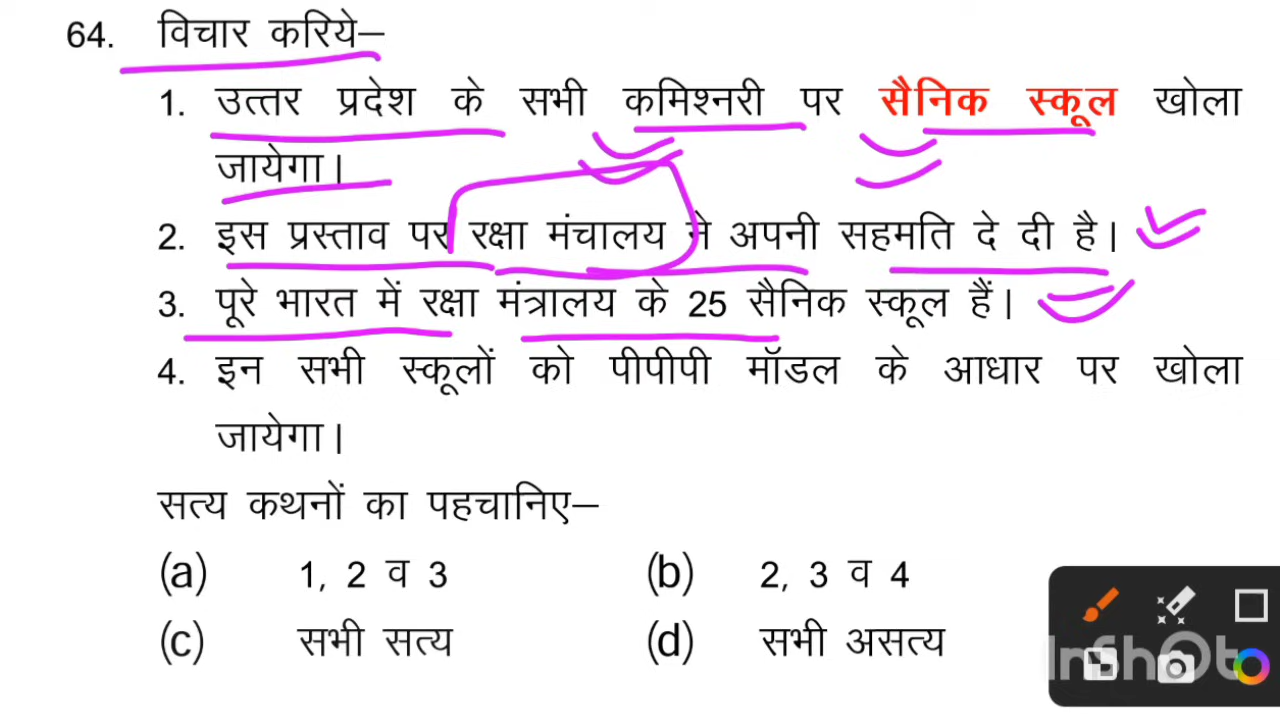 64. विचार करिये–
1. उत्तर प्रदेश के सभी कमिश्नरी पर सैनिक स्कूल खोला
जायेगा।
2. इस प्रस्ताव पर रक्षा मंचालय ने अपनी सहमति दे दी है।
3. पूरे भारत में रक्षा मंत्रालय के 25 सैनिक स्कूल हैं।
4. इन सभी स्कूलों को पीपीपी मॉडल के आधार पर खोला
जायेगा।
सत्य कथनों का पहचानिए–
(a) 1, 2 व 3 (b) 2, 3 व 4
(c) सभी सत्य (d) सभी असत्य
InShOt